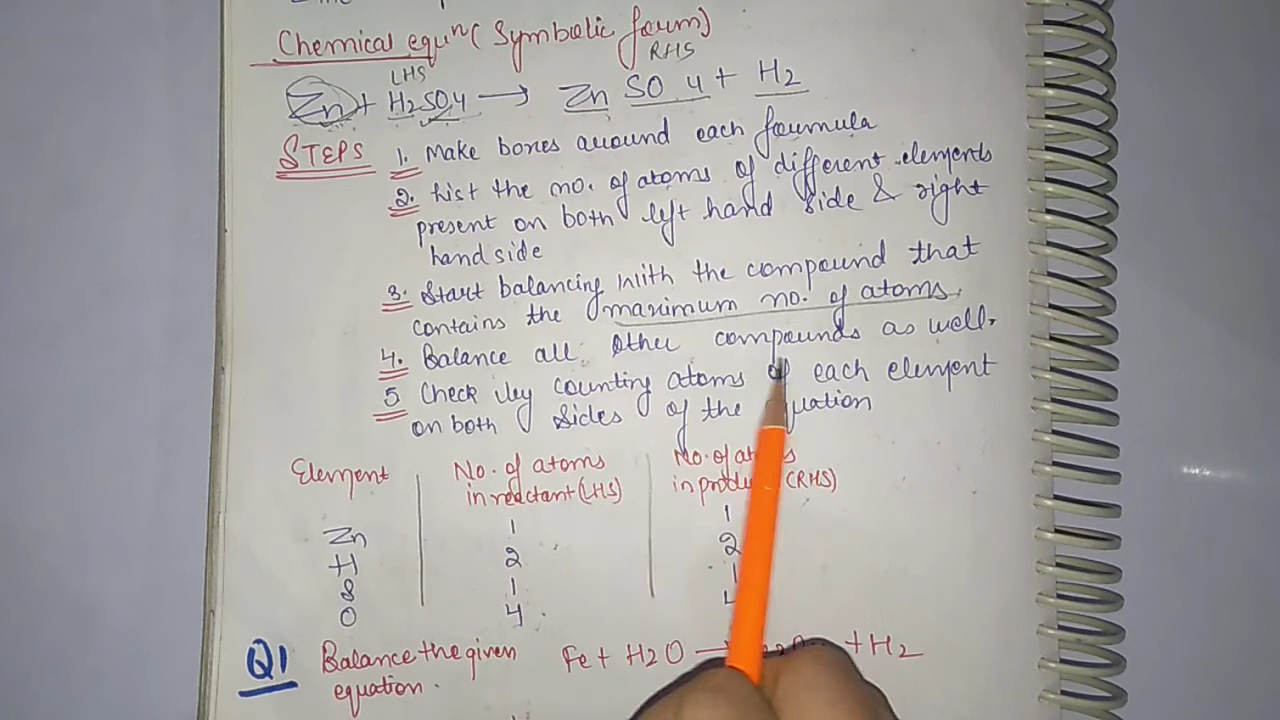 Chemical equⁿ( Symbolic form)
LHS RHS
Zn + H2SO4 → Zn SO4 + H2
STEPS 1. Make boxes around each formula
2. List the no. of atoms of different elements
present on both left hand side & right
hand side
3. Start balancing with the compound that
contains the maximum no. of atoms.
4. Balance all other compounds as well.
5 Check by counting atoms of each element
on both sides of the
Element No. of atoms No. of
in reactant (LHS) in (RHS)
Zn 1 1
H 2 2
S 1 1
O 4
Q1 Balance the given Fe + H2O + H2
equation.